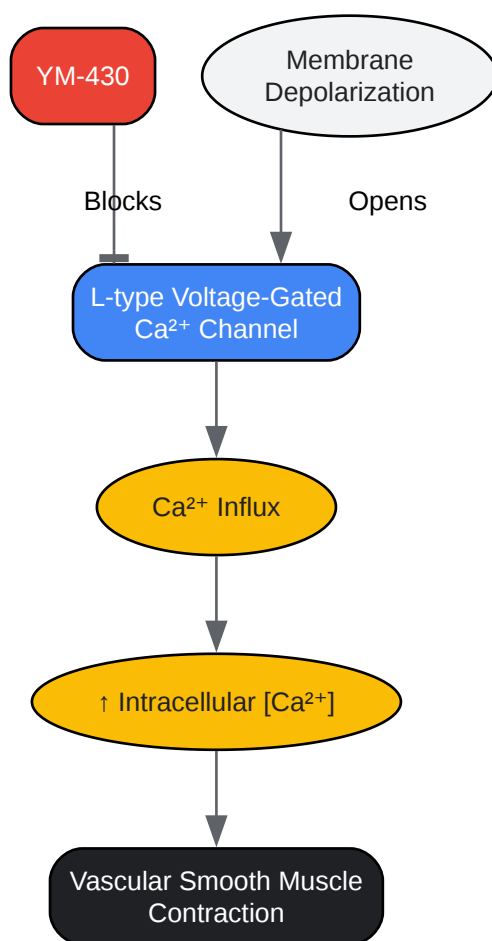 YM-430
Membrane
Depolarization
Blocks
Opens
L-type Voltage-Gated
Ca²⁺ Channel
Ca²⁺ Influx
↑ Intracellular [Ca²⁺]
Vascular Smooth Muscle
Contraction